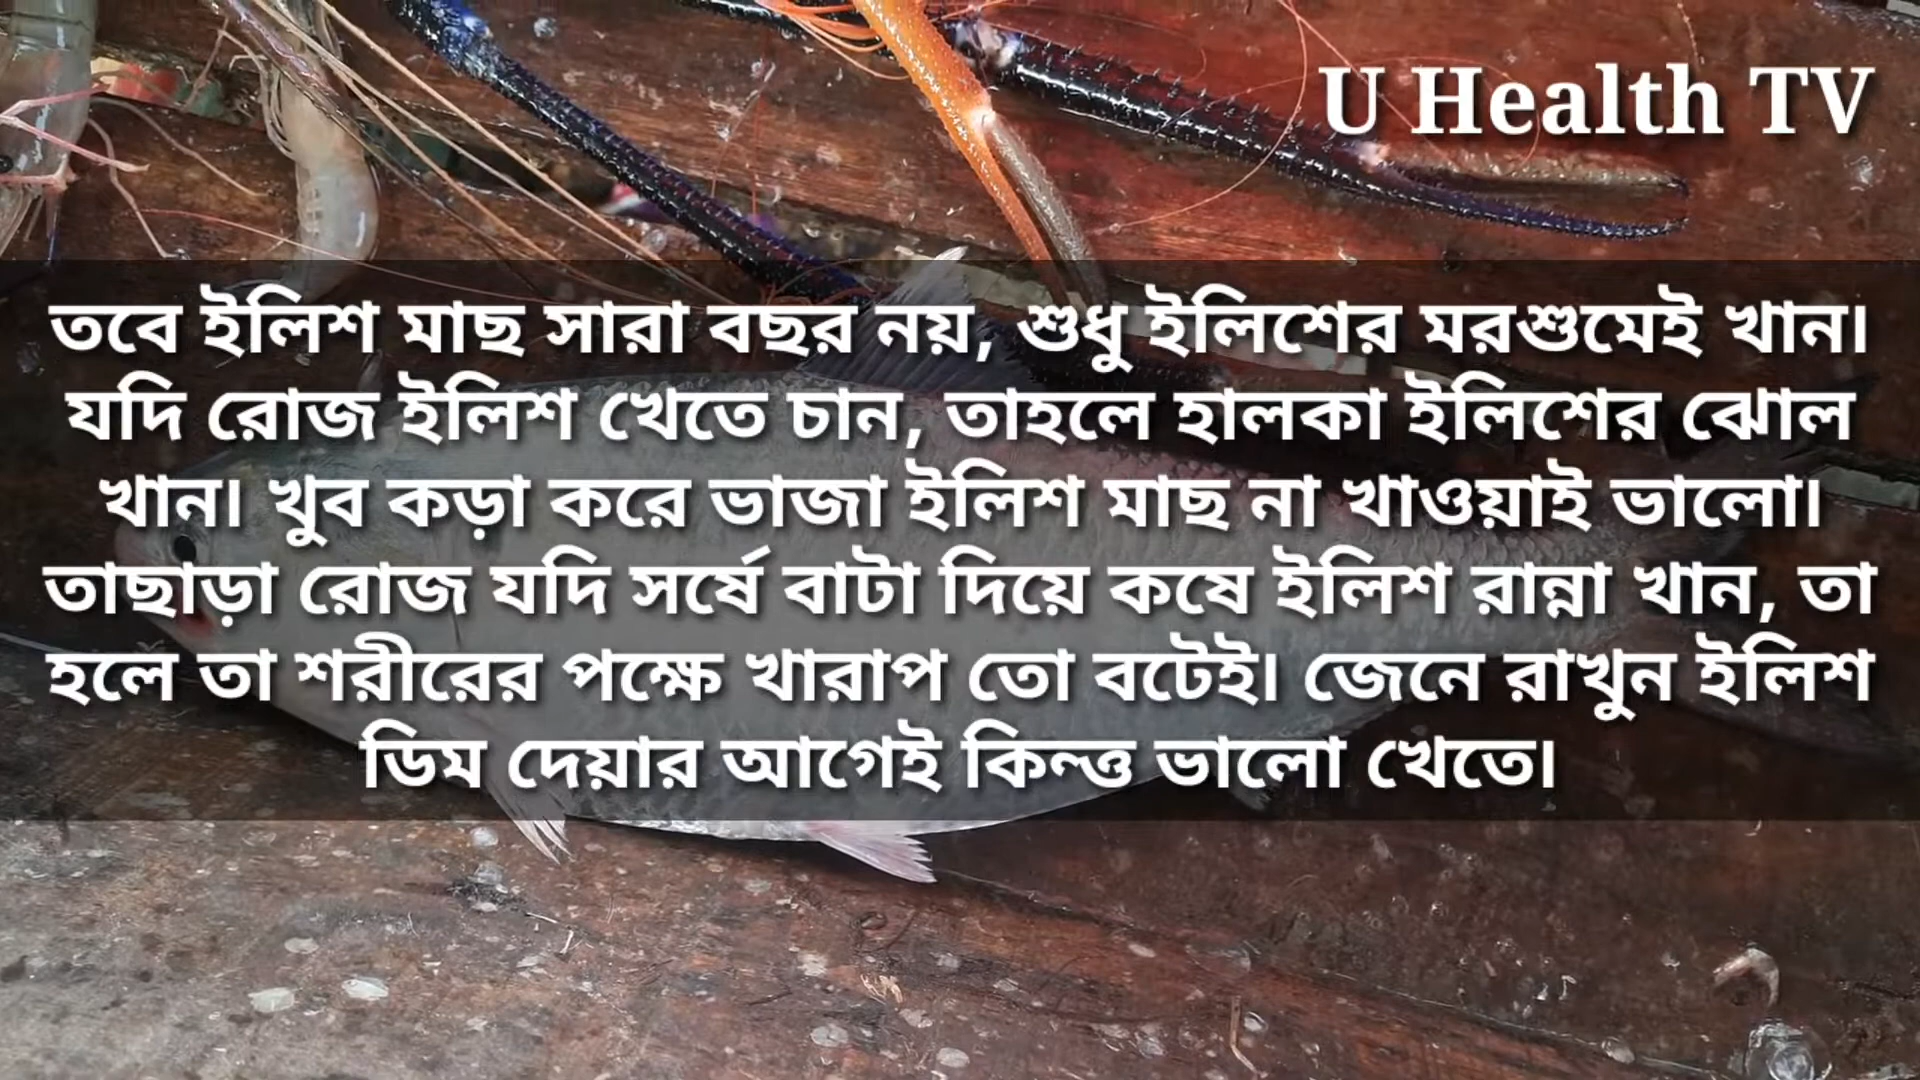 U Health TV
তবে ইলিশ মাছ সারা বছর নয়, শুধু ইলিশের মরশুমেই খান।
যদি রোজ ইলিশ খেতে চান, তাহলে হালকা ইলিশের ঝোল
খান। খুব কড়া করে ভাজা ইলিশ মাছ না খাওয়াই ভালো।
তাছাড়া রোজ যদি সর্ষে বাটা দিয়ে কষে ইলিশ রান্না খান, তা
হলে তা শরীরের পক্ষে খারাপ তো বটেই। জেনে রাখুন ইলিশ
ডিম দেয়ার আগেই কিন্তু ভালো খেতে।